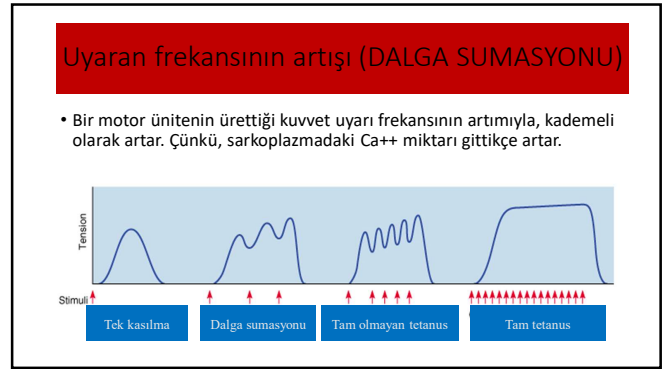 Uyaran frekansının artışı (DALGA SUMASYONU)
• Bir motor ünitenin ürettiği kuvvet uyarı frekansının artımıyla, kademeli
olarak artar. Çünkü, sarkoplazmadaki Ca++ miktarı gittikçe artar.
Tension
Stimuli
Tek kasılma
Dalga sumasyonu
Tam olmayan tetanus
Tam tetanus